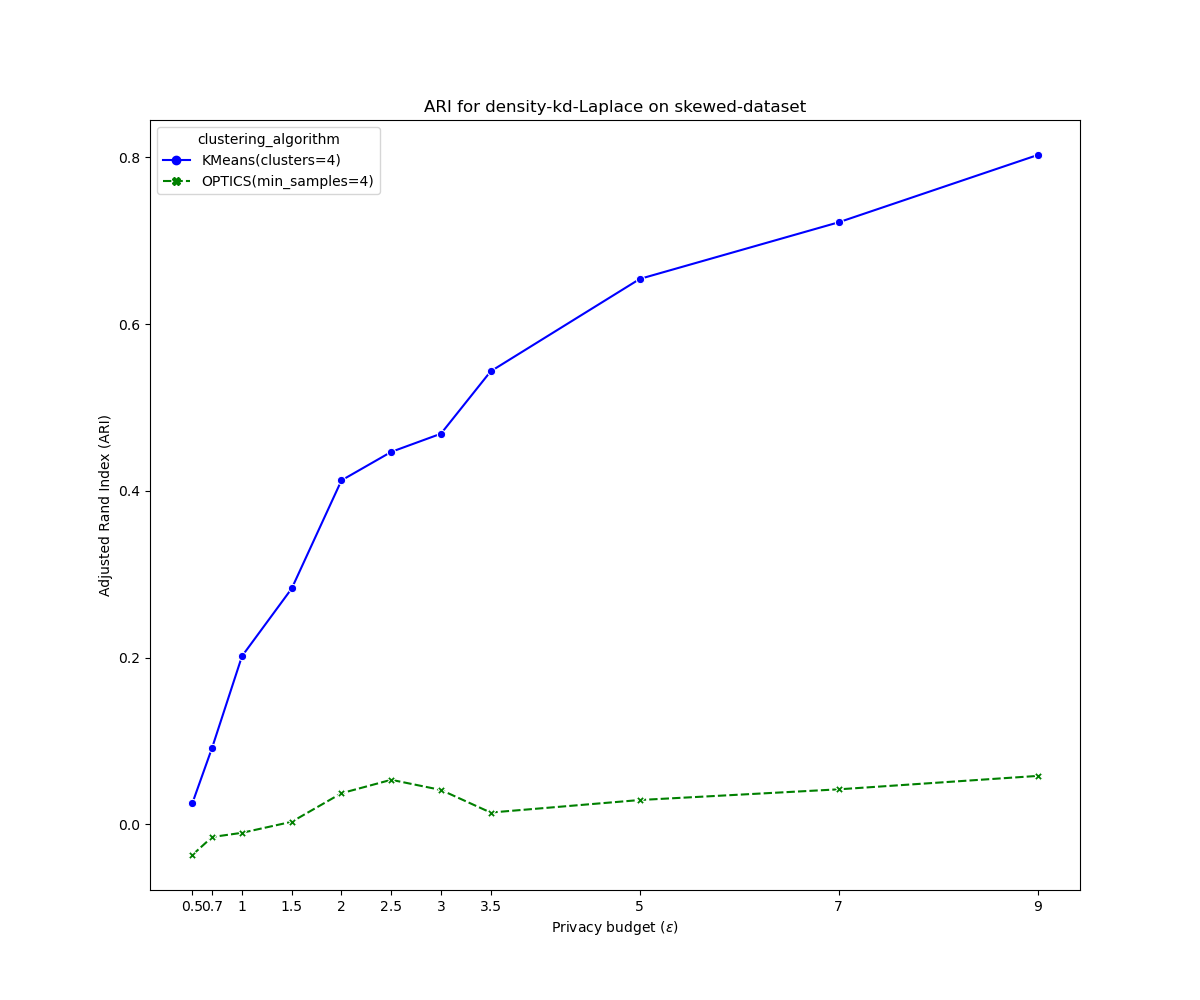 ARI for density-kd-Laplace on skewed-dataset
clustering_algorithm
KMeans(clusters=4)
OPTICS(min_samples=4)
Adjusted Rand Index (ARI)
0.8
0.6
0.4
0.2
0.0
0.5 0.7 1 1.5 2 2.5 3 3.5 5 7 9
Privacy budget (ε)